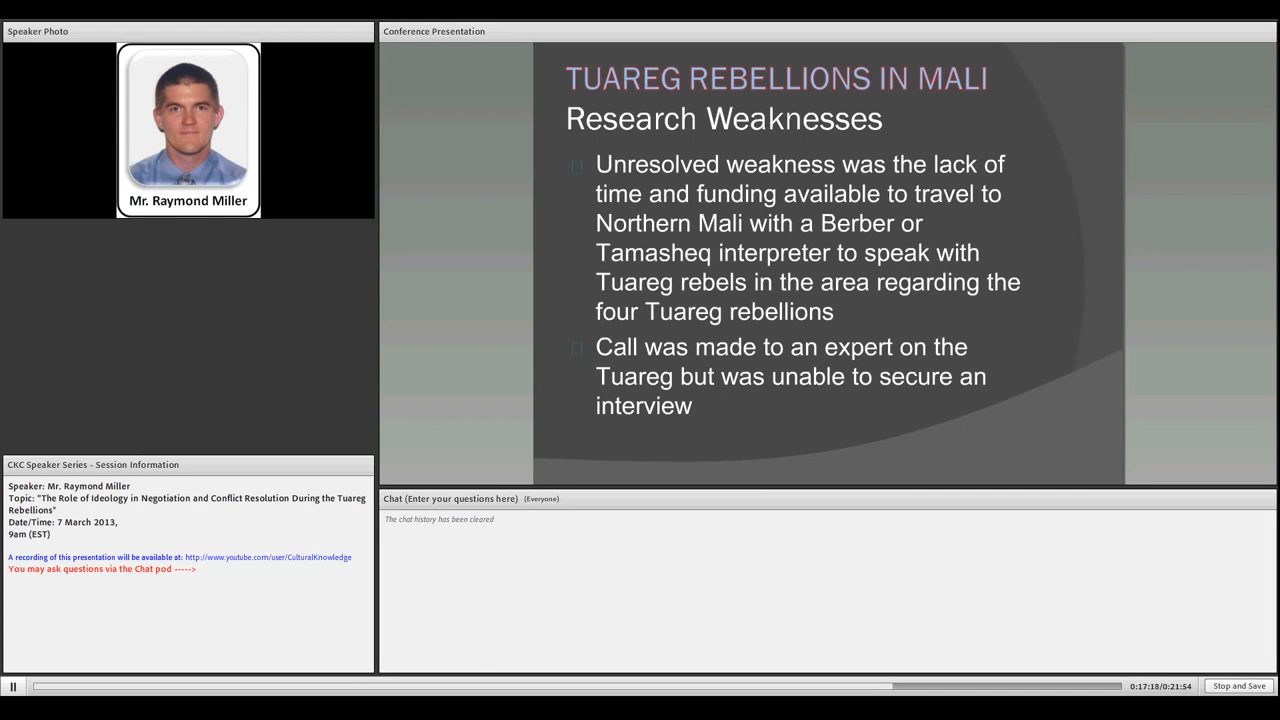 Speaker Photo
Mr. Raymond Miller
Conference Presentation
TUAREG REBELLIONS IN MALI
Research Weaknesses
Unresolved weakness was the lack of
time and funding available to travel to
Northern Mali with a Berber or
Tamasheq interpreter to speak with
Tuareg rebels in the area regarding the
four Tuareg rebellions
Call was made to an expert on the
Tuareg but was unable to secure an
interview
CKC Speaker Series - Session Information
Speaker: Mr. Raymond Miller
Topic: "The Role of Ideology in Negotiation and Conflict Resolution During the Tuareg
Rebellions"
Date/Time: 7 March 2013,
9am (EST)
A recording of this presentation will be available at: http://www.youtube.com/user/CulturalKnowledge
You may ask questions via the Chat pod ----->
Chat (Enter your questions here) (Everyone)
The chat history has been cleared
0:17:18/0:21:54
Stop and Save